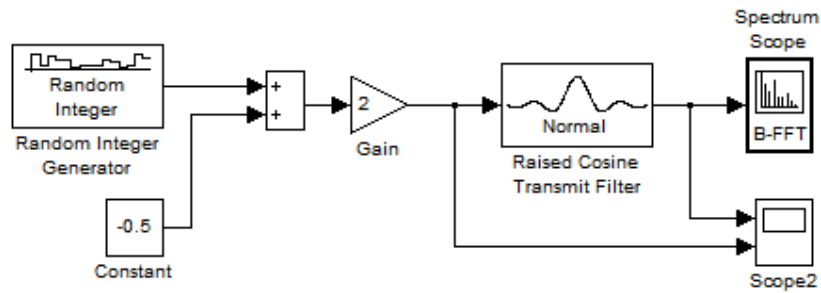 Spectrum
Scope
Random
Integer
+
+
2
Normal
B-FFT
Random Integer
Generator
Gain
Raised Cosine
Transmit Filter
-0.5
Constant
Scope2